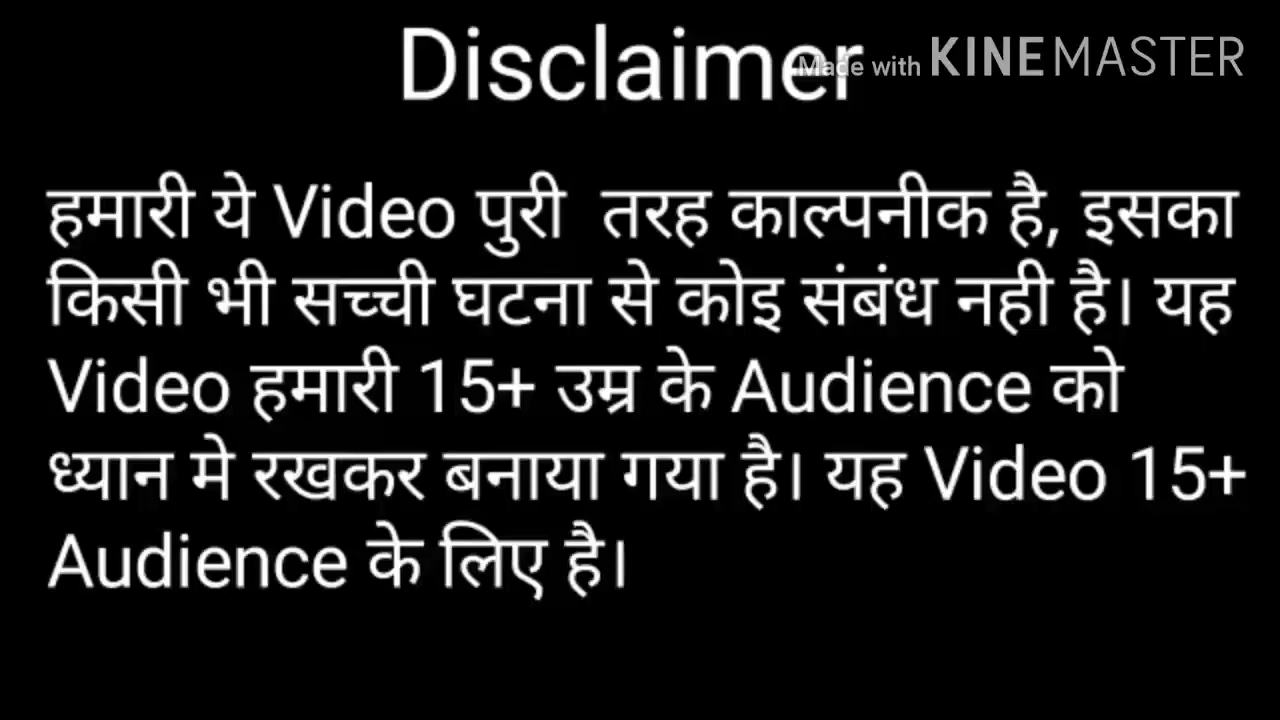 Disclaimer
Made with KINEMASTER
हमारी ये Video पुरी तरह काल्पनीक है, इसका
किसी भी सच्ची घटना से कोइ संबंध नही है। यह
Video हमारी 15+ उम्र के Audience को
ध्यान मे रखकर बनाया गया है। यह Video 15+
Audience के लिए है।